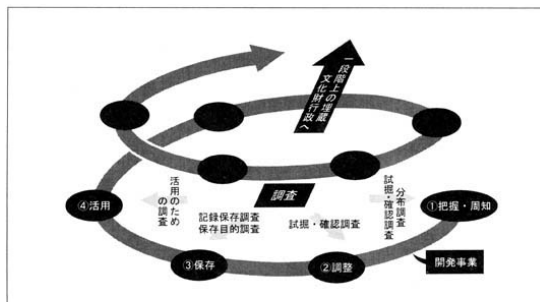 一段階上の埋蔵
文化財行政へ
調査
活用のため
の調査
記録保存調査
保存目的調査
試掘・確認調査
分布調査
試掘・確認調査
④活用
①把握・周知
③保存
②調整
開発事業